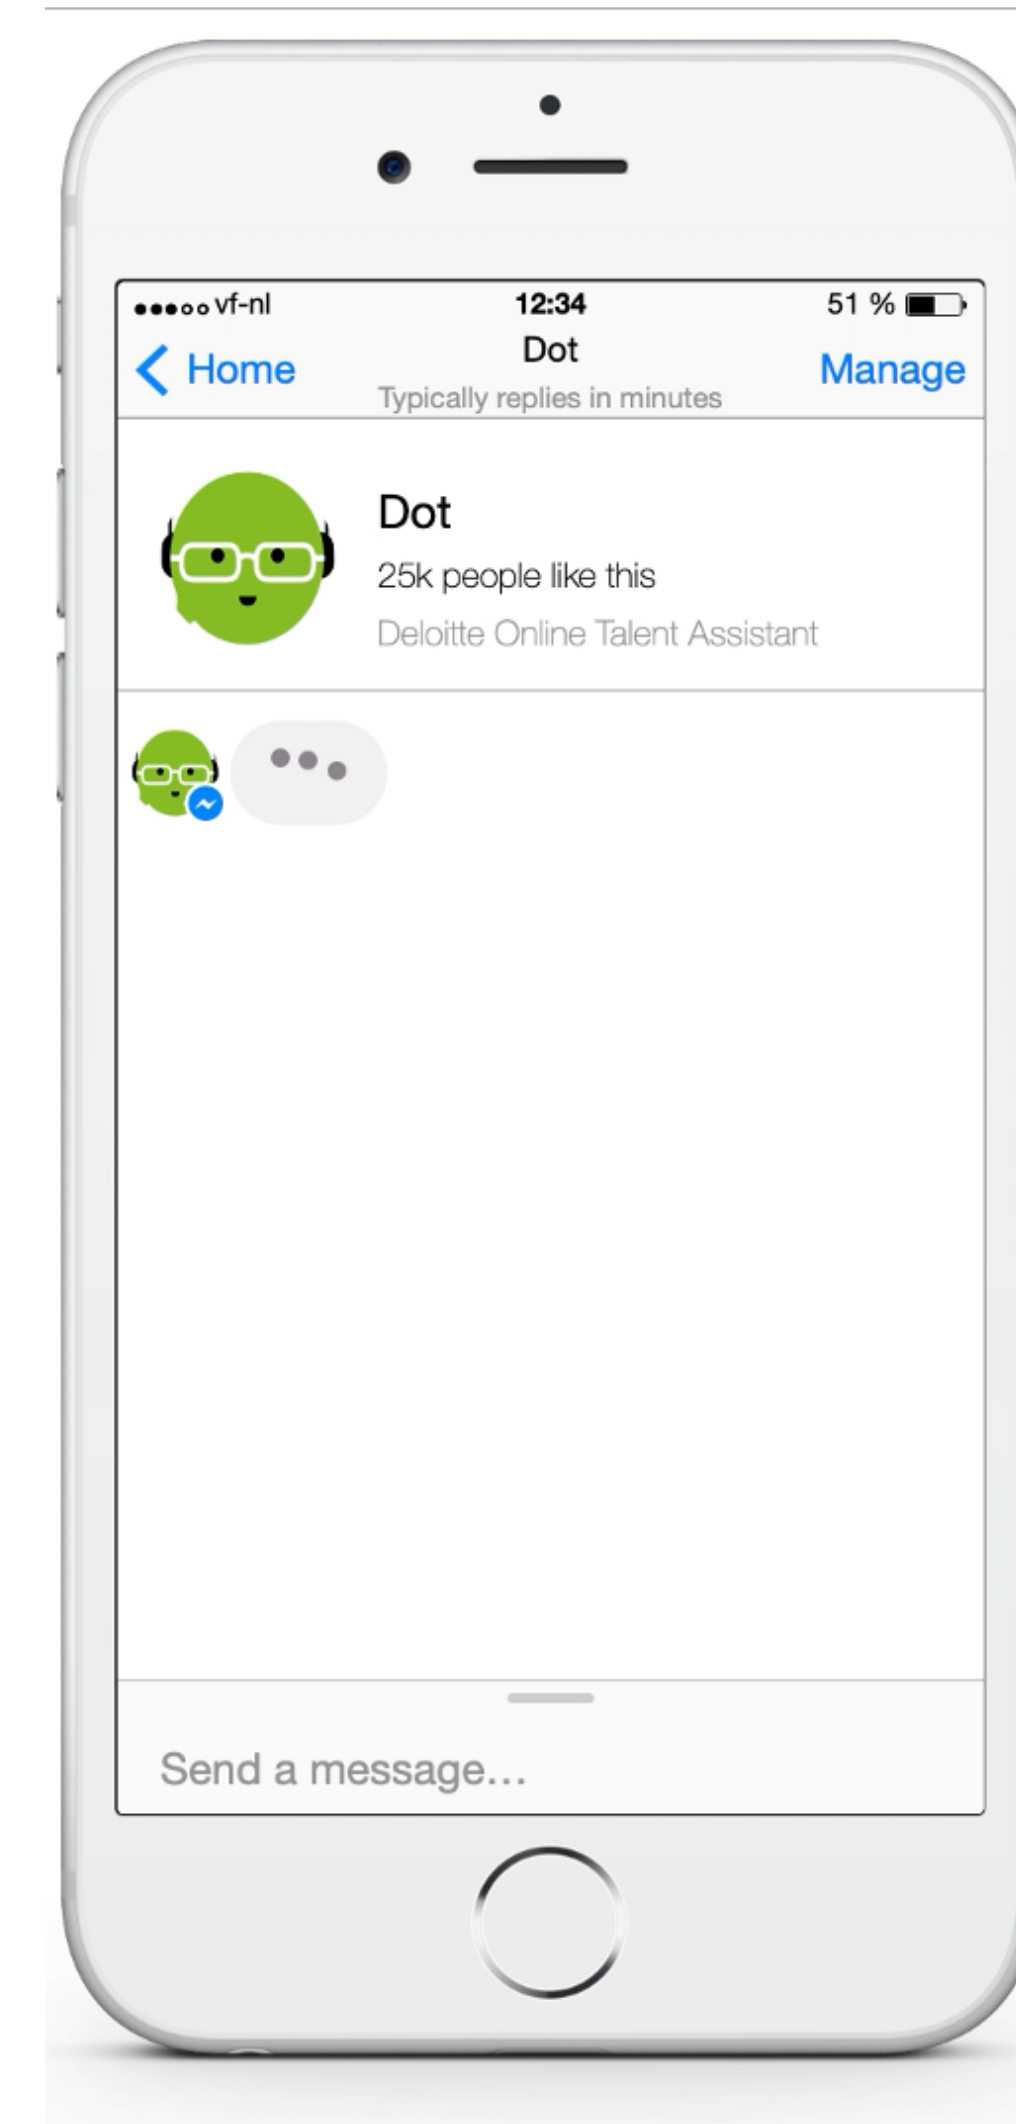 vf-nl 12:34 51 %
Home Dot Manage
Typically replies in minutes
Dot
25k people like this
Deloitte Online Talent Assistant
Send a message...